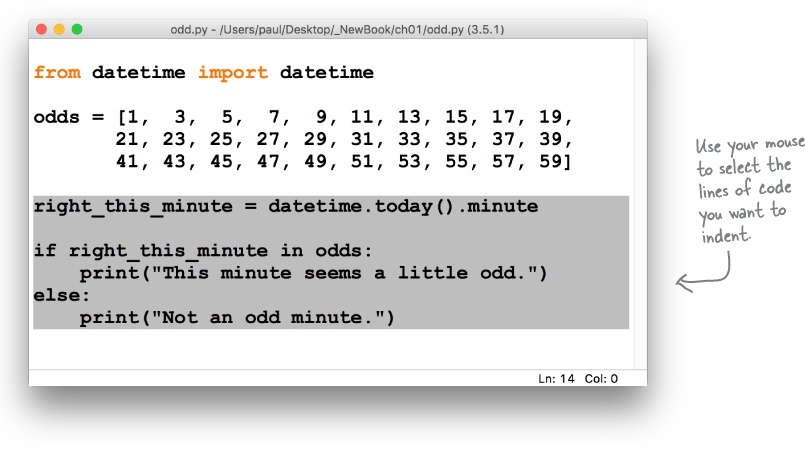 odd.py - /Users/paul/Desktop/_NewBook/ch01/odd.py (3.5.1)
from datetime import datetime
odds = [1, 3, 5, 7, 9, 11, 13, 15, 17, 19,
21, 23, 25, 27, 29, 31, 33, 35, 37, 39,
41, 43, 45, 47, 49, 51, 53, 55, 57, 59]
right_this_minute = datetime.today().minute
if right_this_minute in odds:
    print("This minute seems a little odd.")
else:
    print("Not an odd minute.")
Ln: 14 Col: 0
Use your mouse
to select the
lines of code
you want to
indent.